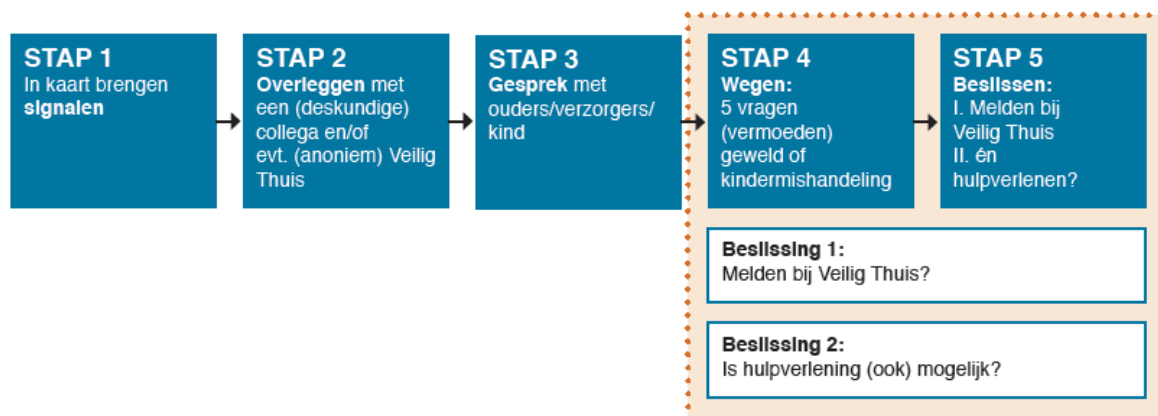 STAP 1
In kaart brengen
signalen
STAP 2
Overleggen met
een (deskundige)
collega en/of
evt. (anoniem) Veilig
Thuis
STAP 3
Gesprek met
ouders/verzorgers/
kind
STAP 4
Wegen:
5 vragen
(vermoeden)
geweld of
kindermishandeling
STAP 5
Beslissen:
I. Melden bij
Veilig Thuis
II. én
hulpverlenen?
Beslissing 1:
Melden bij Veilig Thuis?
Beslissing 2:
Is hulpverlening (ook) mogelijk?